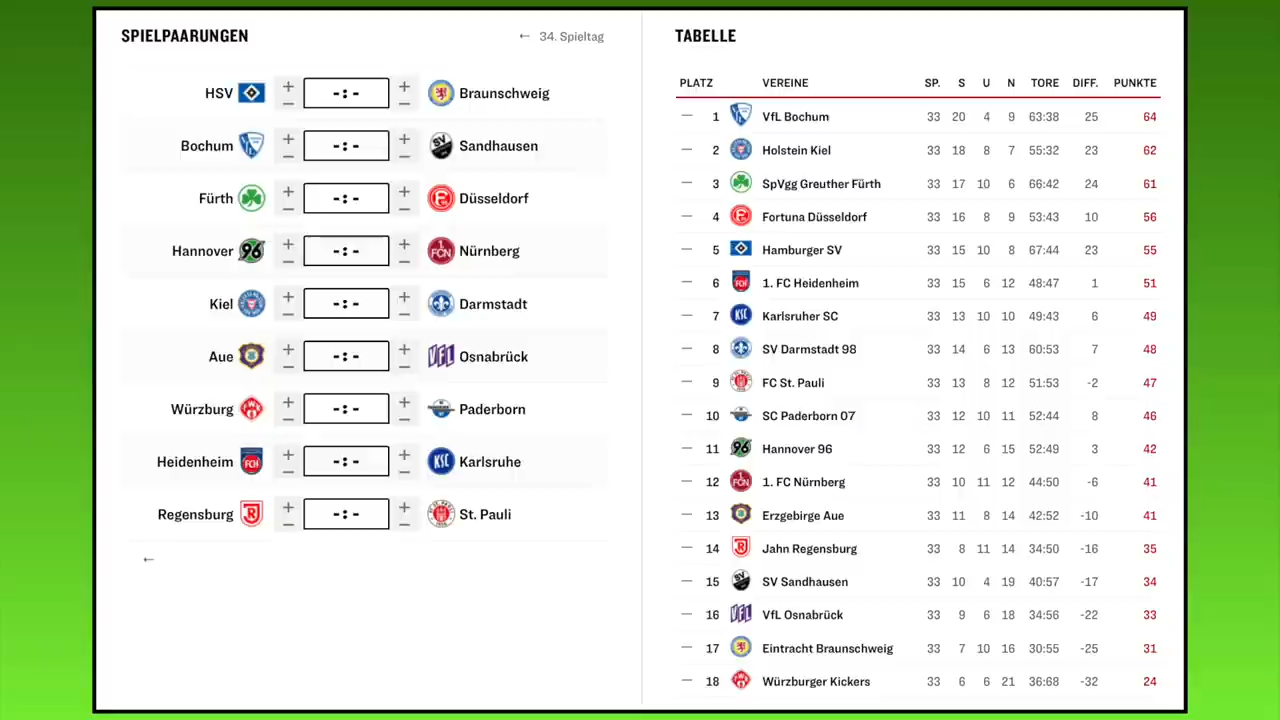 SPIELPAARUNGEN
← 34. Spieltag
HSV + − -:- + − Braunschweig
Bochum + − -:- + − Sandhausen
Fürth + − -:- + − Düsseldorf
Hannover + − -:- + − Nürnberg
Kiel + − -:- + − Darmstadt
Aue + − -:- + − Osnabrück
Würzburg + − -:- + − Paderborn
Heidenheim + − -:- + − Karlsruhe
Regensburg + − -:- + − St. Pauli
←
TABELLE
PLATZ VEREINE SP. S U N TORE DIFF. PUNKTE
— 1 VfL Bochum 33 20 4 9 63:38 25 64
— 2 Holstein Kiel 33 18 8 7 55:32 23 62
— 3 SpVgg Greuther Fürth 33 17 10 6 66:42 24 61
— 4 Fortuna Düsseldorf 33 16 8 9 53:43 10 56
— 5 Hamburger SV 33 15 10 8 67:44 23 55
— 6 1. FC Heidenheim 33 15 6 12 48:47 1 51
— 7 Karlsruher SC 33 13 10 10 49:43 6 49
— 8 SV Darmstadt 98 33 14 6 13 60:53 7 48
— 9 FC St. Pauli 33 13 8 12 51:53 -2 47
— 10 SC Paderborn 07 33 12 10 11 52:44 8 46
— 11 Hannover 96 33 12 6 15 52:49 3 42
— 12 1. FC Nürnberg 33 10 11 12 44:50 -6 41
— 13 Erzgebirge Aue 33 11 8 14 42:52 -10 41
— 14 Jahn Regensburg 33 8 11 14 34:50 -16 35
— 15 SV Sandhausen 33 10 4 19 40:57 -17 34
— 16 VfL Osnabrück 33 9 6 18 34:56 -22 33
— 17 Eintracht Braunschweig 33 7 10 16 30:55 -25 31
— 18 Würzburger Kickers 33 6 6 21 36:68 -32 24